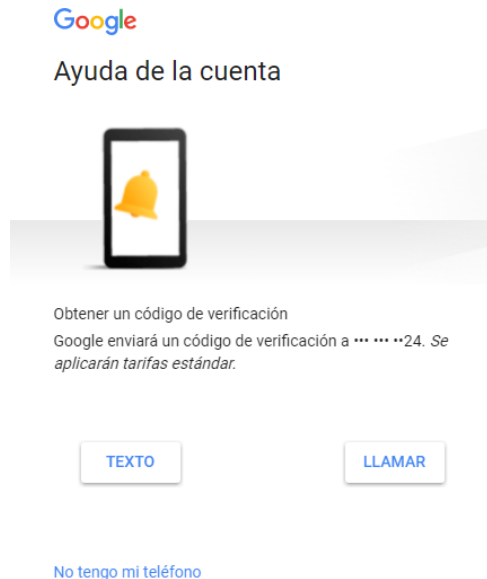 Google
Ayuda de la cuenta
Obtener un código de verificación
Google enviará un código de verificación a ••• ••• ••24. Se
aplicarán tarifas estándar.
TEXTO
LLAMAR
No tengo mi teléfono